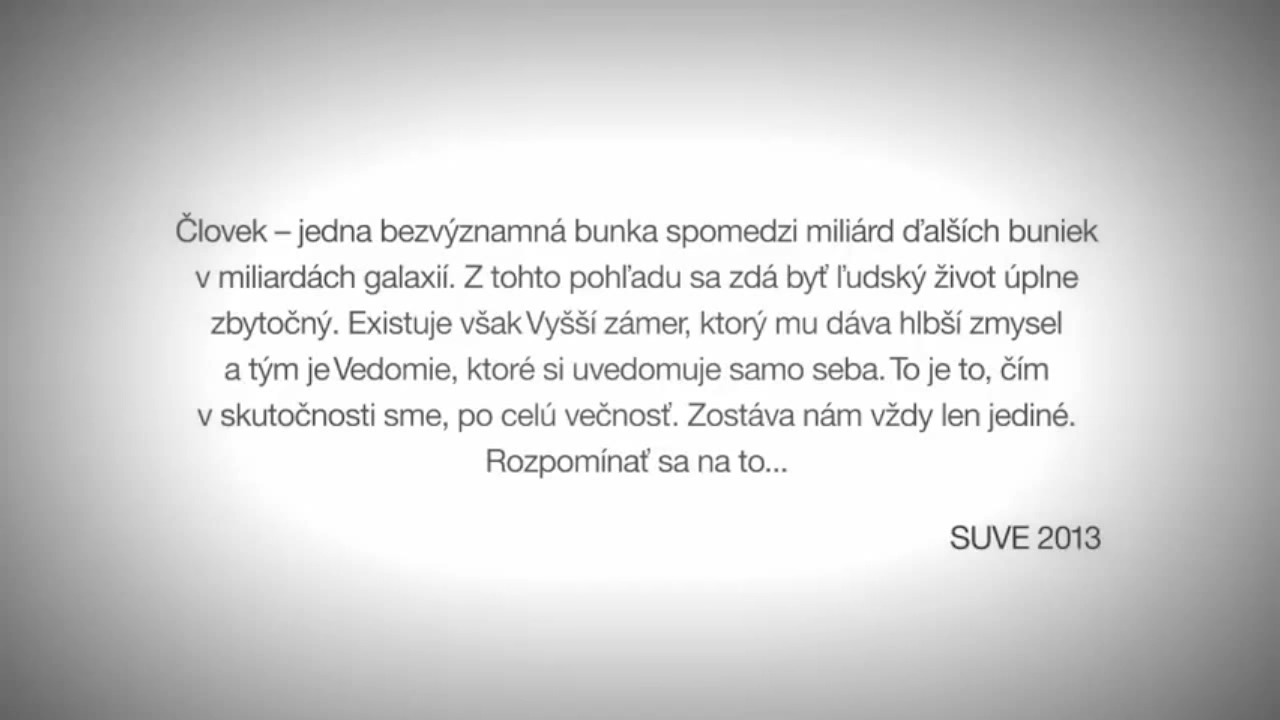 Človek – jedna bezvýznamná bunka spomedzi miliárd ďalších buniek
v miliardách galaxií. Z tohto pohľadu sa zdá byť ľudský život úplne
zbytočný. Existuje však Vyšší zámer, ktorý mu dáva hlbší zmysel
a tým je Vedomie, ktoré si uvedomuje samo seba. To je to, čím
v skutočnosti sme, po celú večnosť. Zostáva nám vždy len jediné.
Rozpomínať sa na to...
SUVE 2013